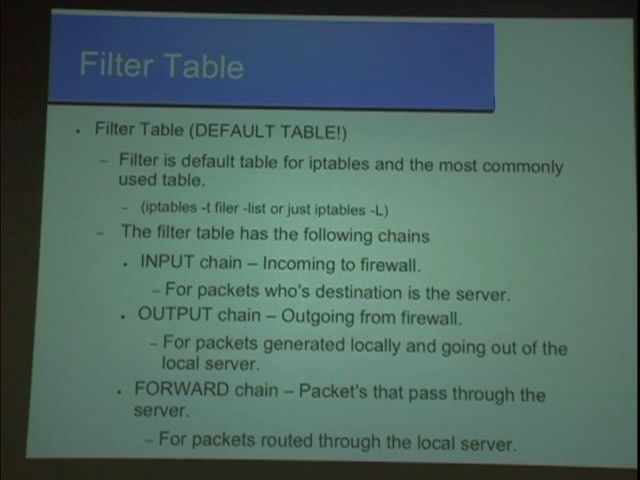 Filter Table
• Filter Table (DEFAULT TABLE!)
– Filter is default table for iptables and the most commonly
used table.
– (iptables -t filer -list or just iptables -L)
– The filter table has the following chains
• INPUT chain – Incoming to firewall.
– For packets who's destination is the server.
• OUTPUT chain – Outgoing from firewall.
– For packets generated locally and going out of the
local server.
• FORWARD chain – Packet's that pass through the
server.
– For packets routed through the local server.